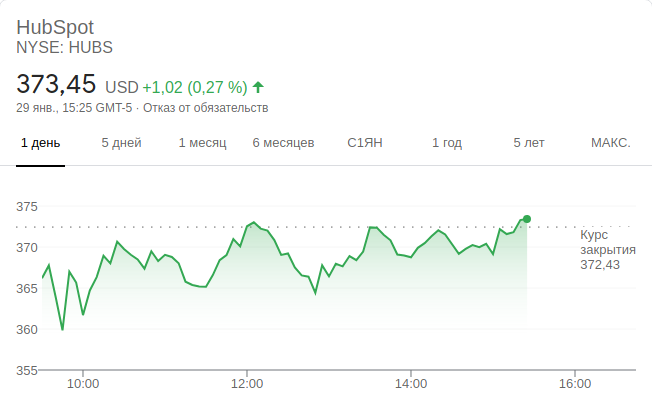 HubSpot
NYSE: HUBS
373,45 USD +1,02 (0,27 %)
29 янв., 15:25 GMT-5 · Отказ от обязательств
1 день 5 дней 1 месяц 6 месяцев С1ЯН 1 год 5 лет МАКС.
375
370
365
360
355
Курс
закрытия
372,43
10:00 12:00 14:00 16:00